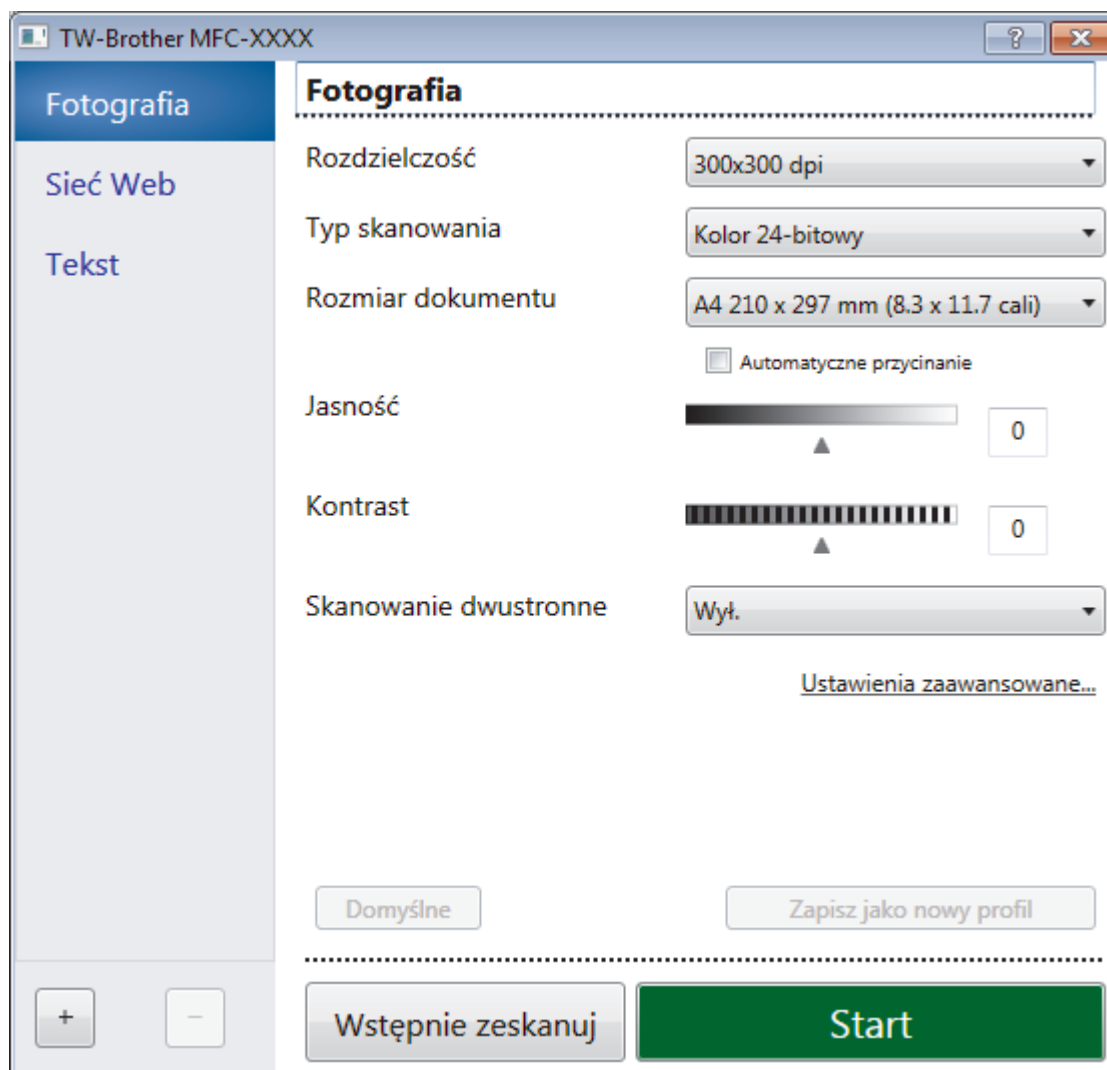 TW-Brother MFC-XXXX
?
Fotografia
Sieć Web
Tekst
Fotografia
Rozdzielczość
300x300 dpi
Typ skanowania
Kolor 24-bitowy
Rozmiar dokumentu
A4 210 x 297 mm (8.3 x 11.7 cali)
Automatyczne przycinanie
Jasność
0
Kontrast
0
Skanowanie dwustronne
Wył.
Ustawienia zaawansowane...
Domyślne
Zapisz jako nowy profil
+
−
Wstępnie zeskanuj
Start